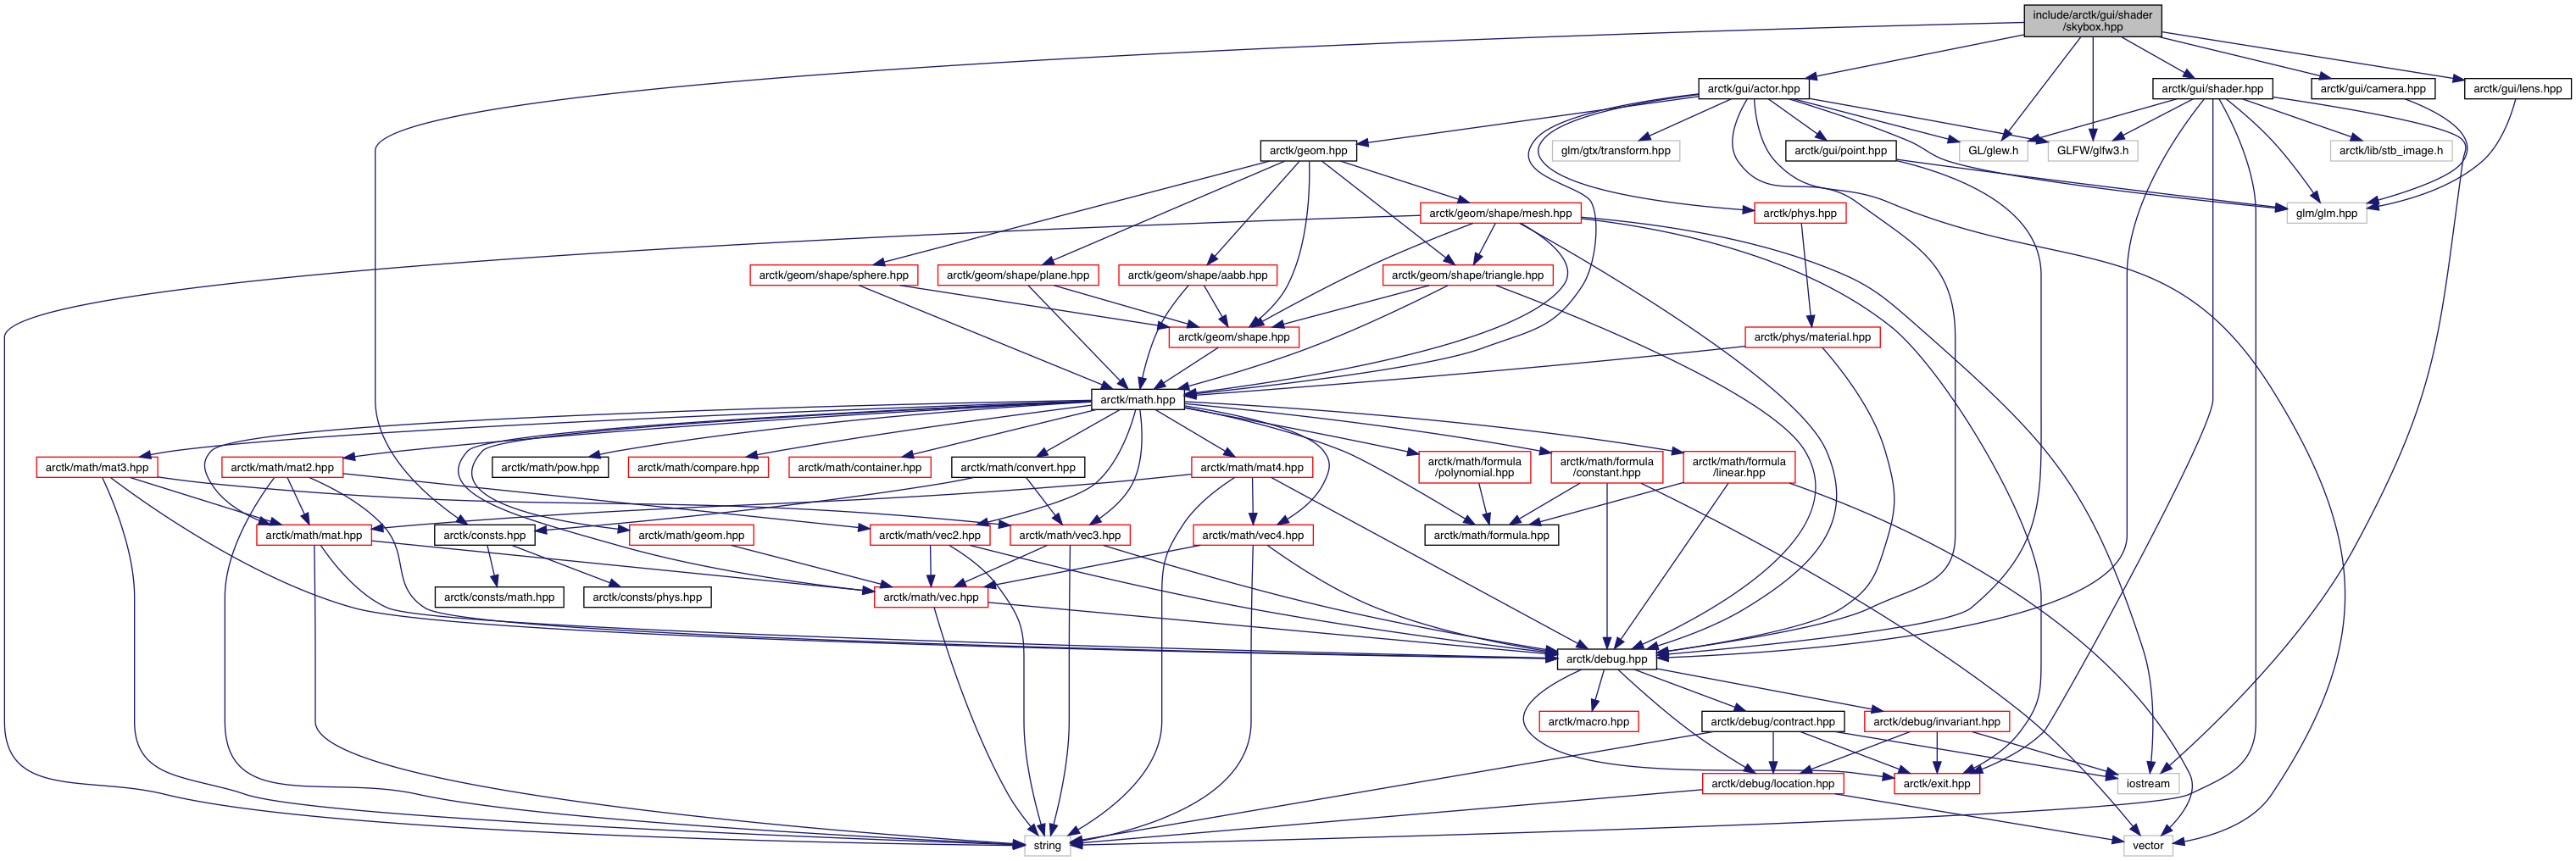 include/arctk/gui/shader
/skybox.hpp
arctk/gui/actor.hpp
arctk/gui/shader.hpp
arctk/gui/camera.hpp
arctk/gui/lens.hpp
arctk/geom.hpp
glm/gtx/transform.hpp
arctk/gui/point.hpp
GL/glew.h
GLFW/glfw3.h
arctk/lib/stb_image.h
arctk/geom/shape/mesh.hpp
arctk/phys.hpp
glm/glm.hpp
arctk/geom/shape/sphere.hpp
arctk/geom/shape/plane.hpp
arctk/geom/shape/aabb.hpp
arctk/geom/shape/triangle.hpp
arctk/geom/shape.hpp
arctk/phys/material.hpp
arctk/math.hpp
arctk/math/mat3.hpp
arctk/math/mat2.hpp
arctk/math/pow.hpp
arctk/math/compare.hpp
arctk/math/container.hpp
arctk/math/convert.hpp
arctk/math/mat4.hpp
arctk/math/formula
/polynomial.hpp
arctk/math/formula
/constant.hpp
arctk/math/formula
/linear.hpp
arctk/math/mat.hpp
arctk/consts.hpp
arctk/math/geom.hpp
arctk/math/vec2.hpp
arctk/math/vec3.hpp
arctk/math/vec4.hpp
arctk/math/formula.hpp
arctk/consts/math.hpp
arctk/consts/phys.hpp
arctk/math/vec.hpp
arctk/debug.hpp
arctk/macro.hpp
arctk/debug/contract.hpp
arctk/debug/invariant.hpp
arctk/debug/location.hpp
arctk/exit.hpp
iostream
string
vector